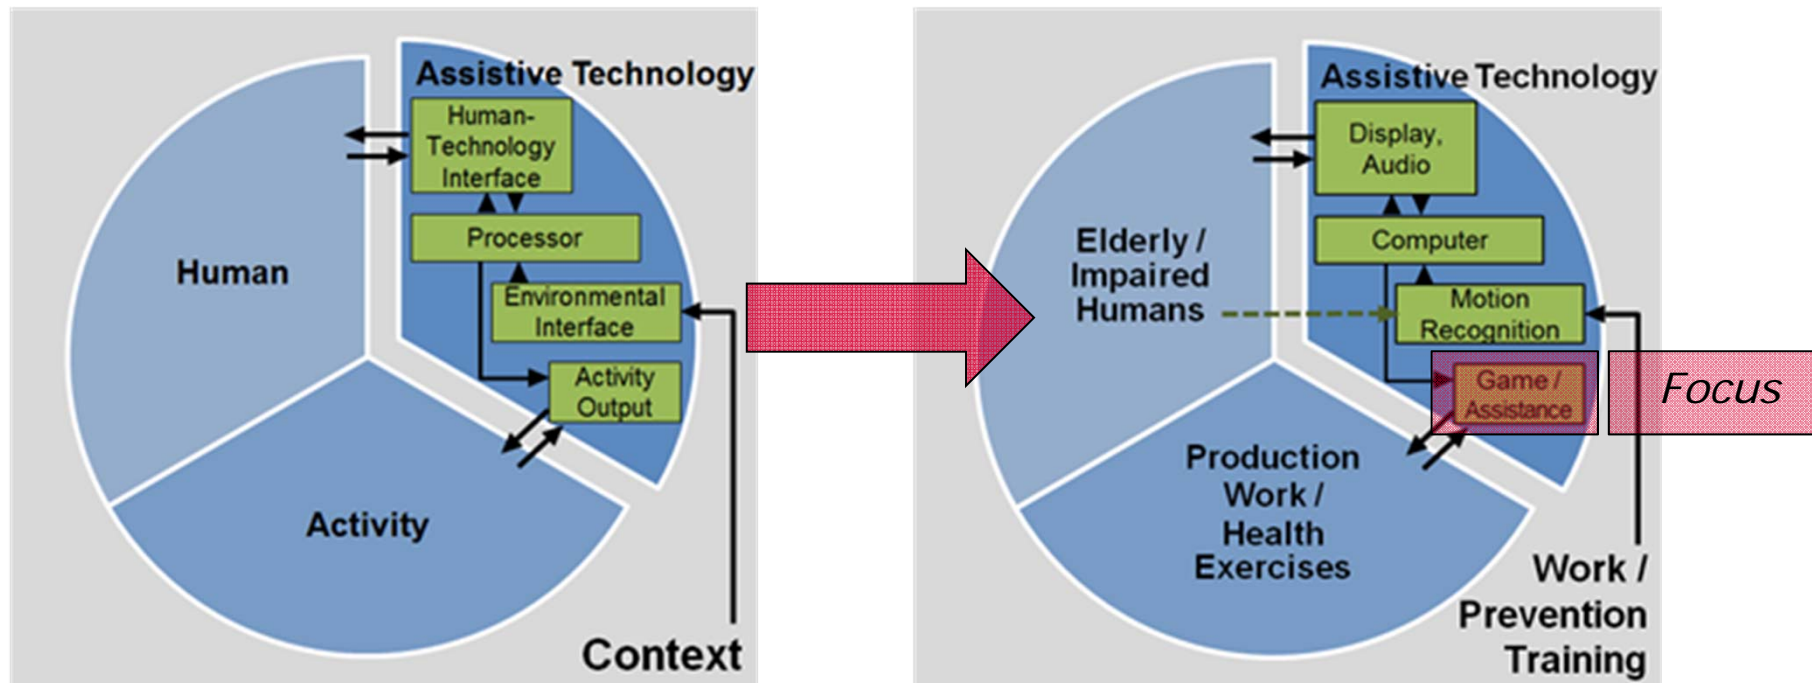 Assistive Technology
Human-
Technology
Interface
Processor
Human
Environmental
Interface
Activity
Output
Activity
Context
Assistive Technology
Display,
Audio
Computer
Elderly /
Impaired
Humans
Motion
Recognition
Game /
Assistance
Focus
Production
Work /
Health
Exercises
Work /
Prevention
Training